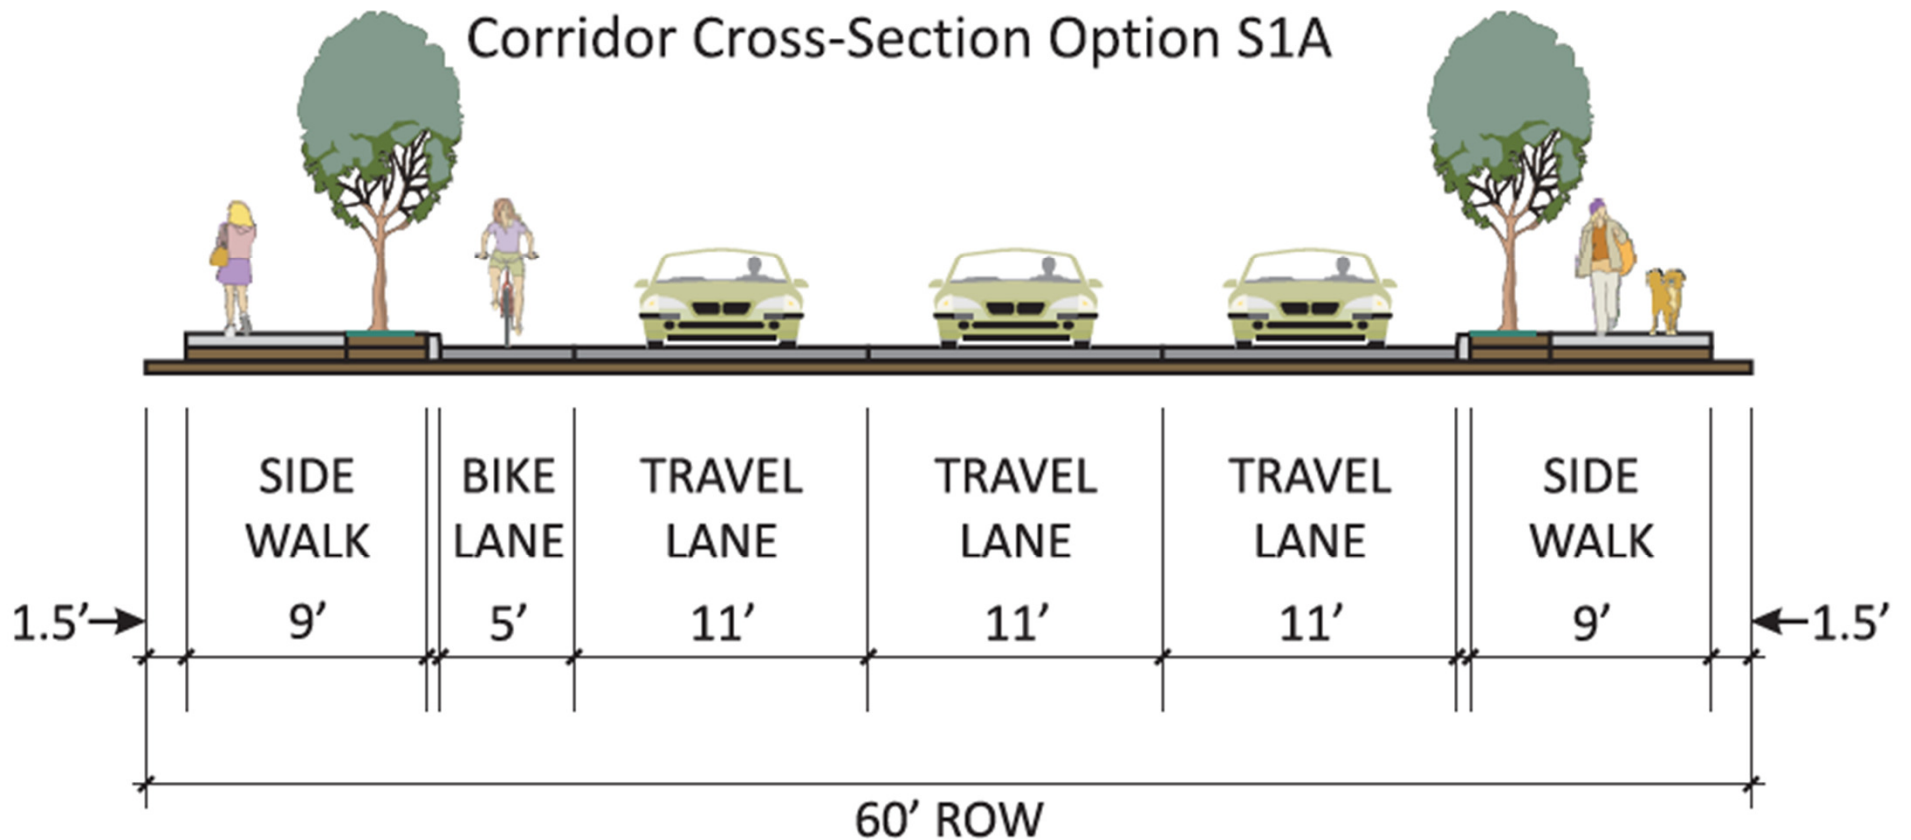 Corridor Cross-Section Option S1A
SIDE WALK
BIKE LANE
TRAVEL LANE
TRAVEL LANE
TRAVEL LANE
SIDE WALK
1.5’
9’
5’
11’
11’
11’
9’
1.5’
60’ ROW